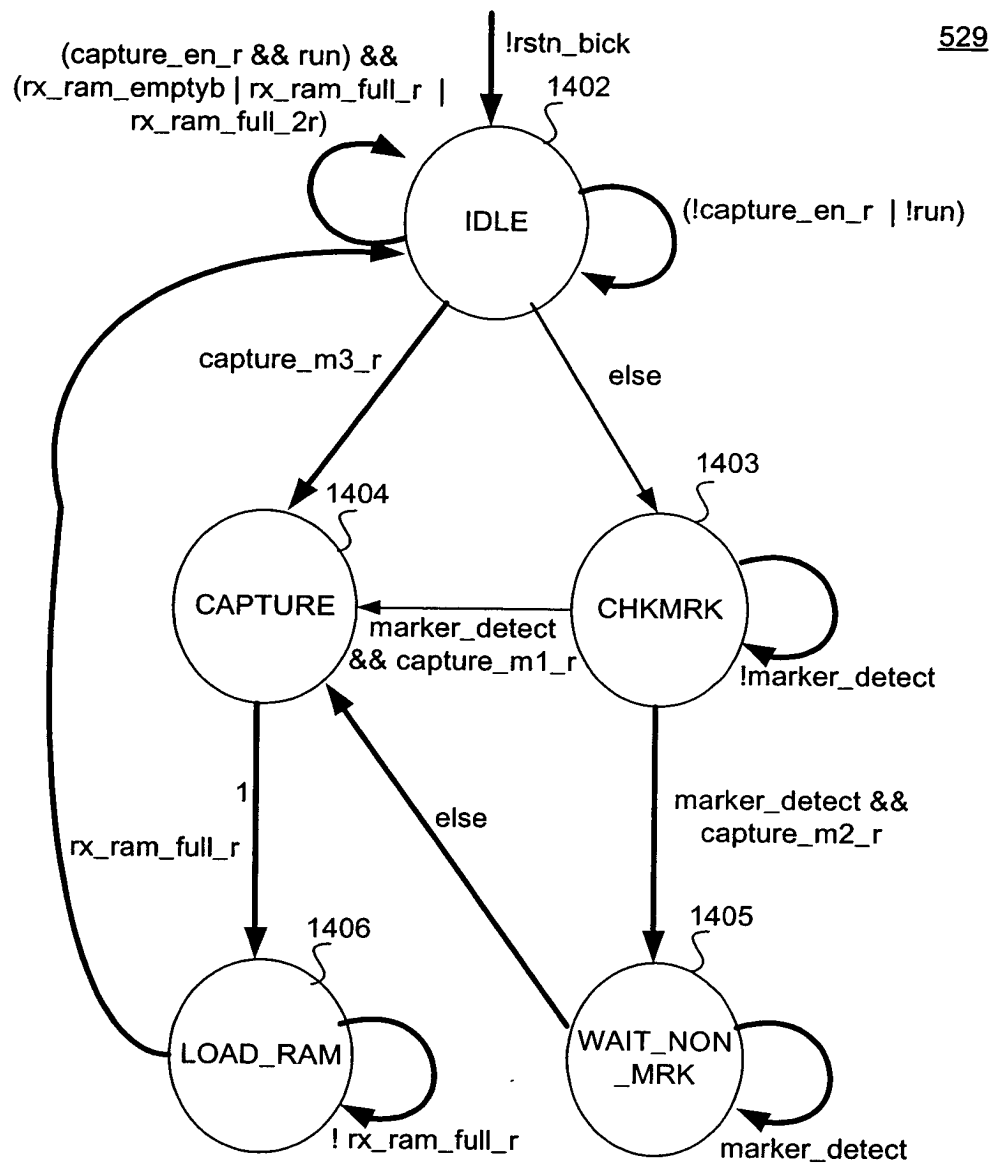 529
!rstn_bick
(capture_en_r && run) &&
(rx_ram_emptyb | rx_ram_full_r |
rx_ram_full_2r)
1402
IDLE
(!capture_en_r | !run)
capture_m3_r
else
1403
1404
CAPTURE
CHKMRK
marker_detect
&& capture_m1_r
!marker_detect
1
rx_ram_full_r
else
marker_detect &&
capture_m2_r
1406
1405
LOAD_RAM
WAIT_NON
_MRK
! rx_ram_full_r
marker_detect